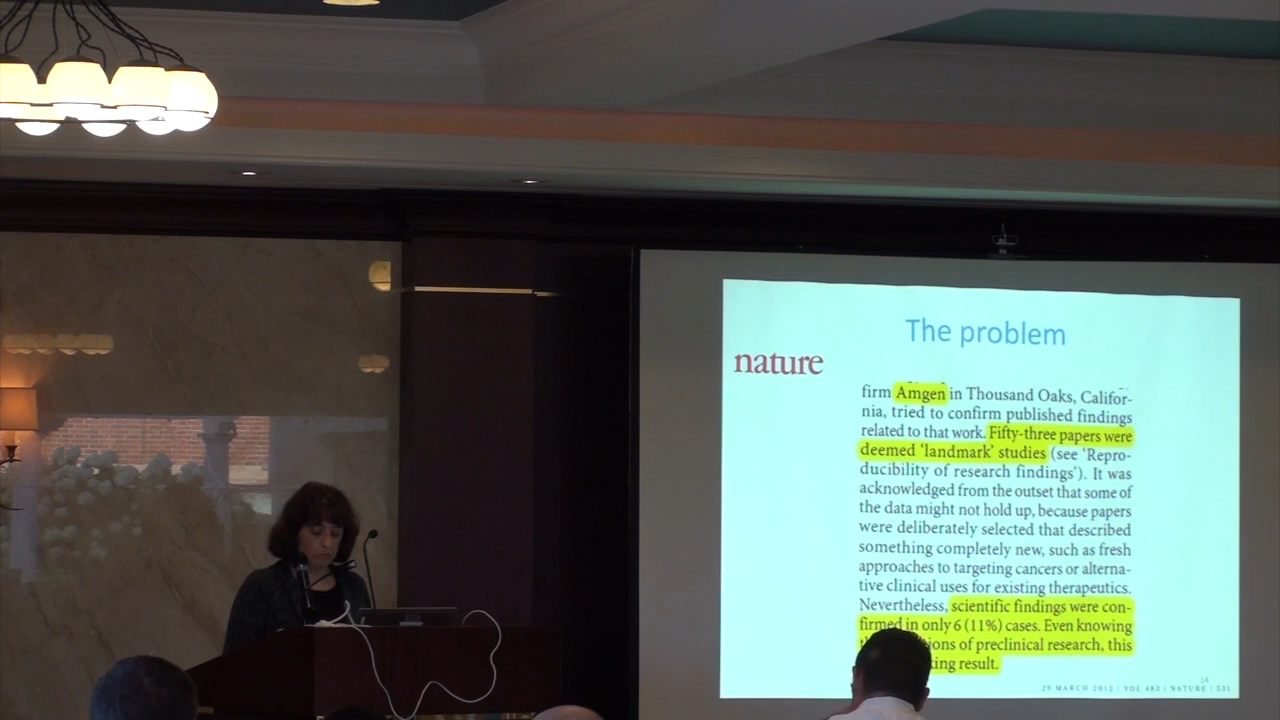 The problem
nature
firm Amgen in Thousand Oaks, Califor-
nia, tried to confirm published findings
related to that work. Fifty-three papers were
deemed 'landmark' studies (see 'Repro-
ducibility of research findings'). It was
acknowledged from the outset that some of
the data might not hold up, because papers
were deliberately selected that described
something completely new, such as fresh
approaches to targeting cancers or alterna-
tive clinical uses for existing therapeutics.
Nevertheless, scientific findings were con-
firmed in only 6 (11%) cases. Even knowing
of preclinical research, this
result.
14
29 MARCH 2012 | VOL 483 | NATURE | 531